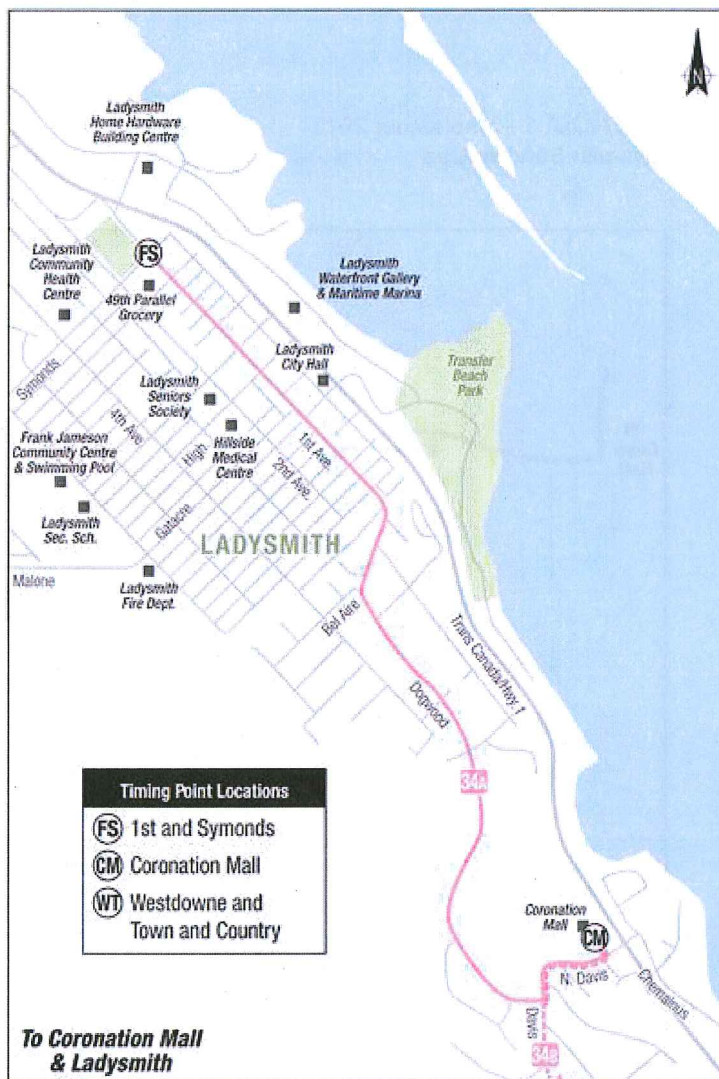 N
Ladysmith
Home Hardware
Building Centre
FS
Ladysmith
Community
Health
Centre
49th Parallel
Grocery
Ladysmith
Waterfront Gallery
& Maritime Marina
Ladysmith
City Hall
Transfer
Beach
Park
Symonds
Ladysmith
Seniors
Society
4th Ave
High
Hillside
Medical
Centre
1st Ave.
2nd Ave.
Frank Jameson
Community Centre
& Swimming Pool
Ladysmith
Sec. Sch.
Gatacre
LADYSMITH
Malone
Ladysmith
Fire Dept.
Bel Aire
Trans Canada/Hwy. 1
Dogwood
34A
Timing Point Locations
FS 1st and Symonds
CM Coronation Mall
WT Westdowne and
Town and Country
Coronation
Mall
CM
N. Davis
Chemainus
Davis
34B
To Coronation Mall
& Ladysmith